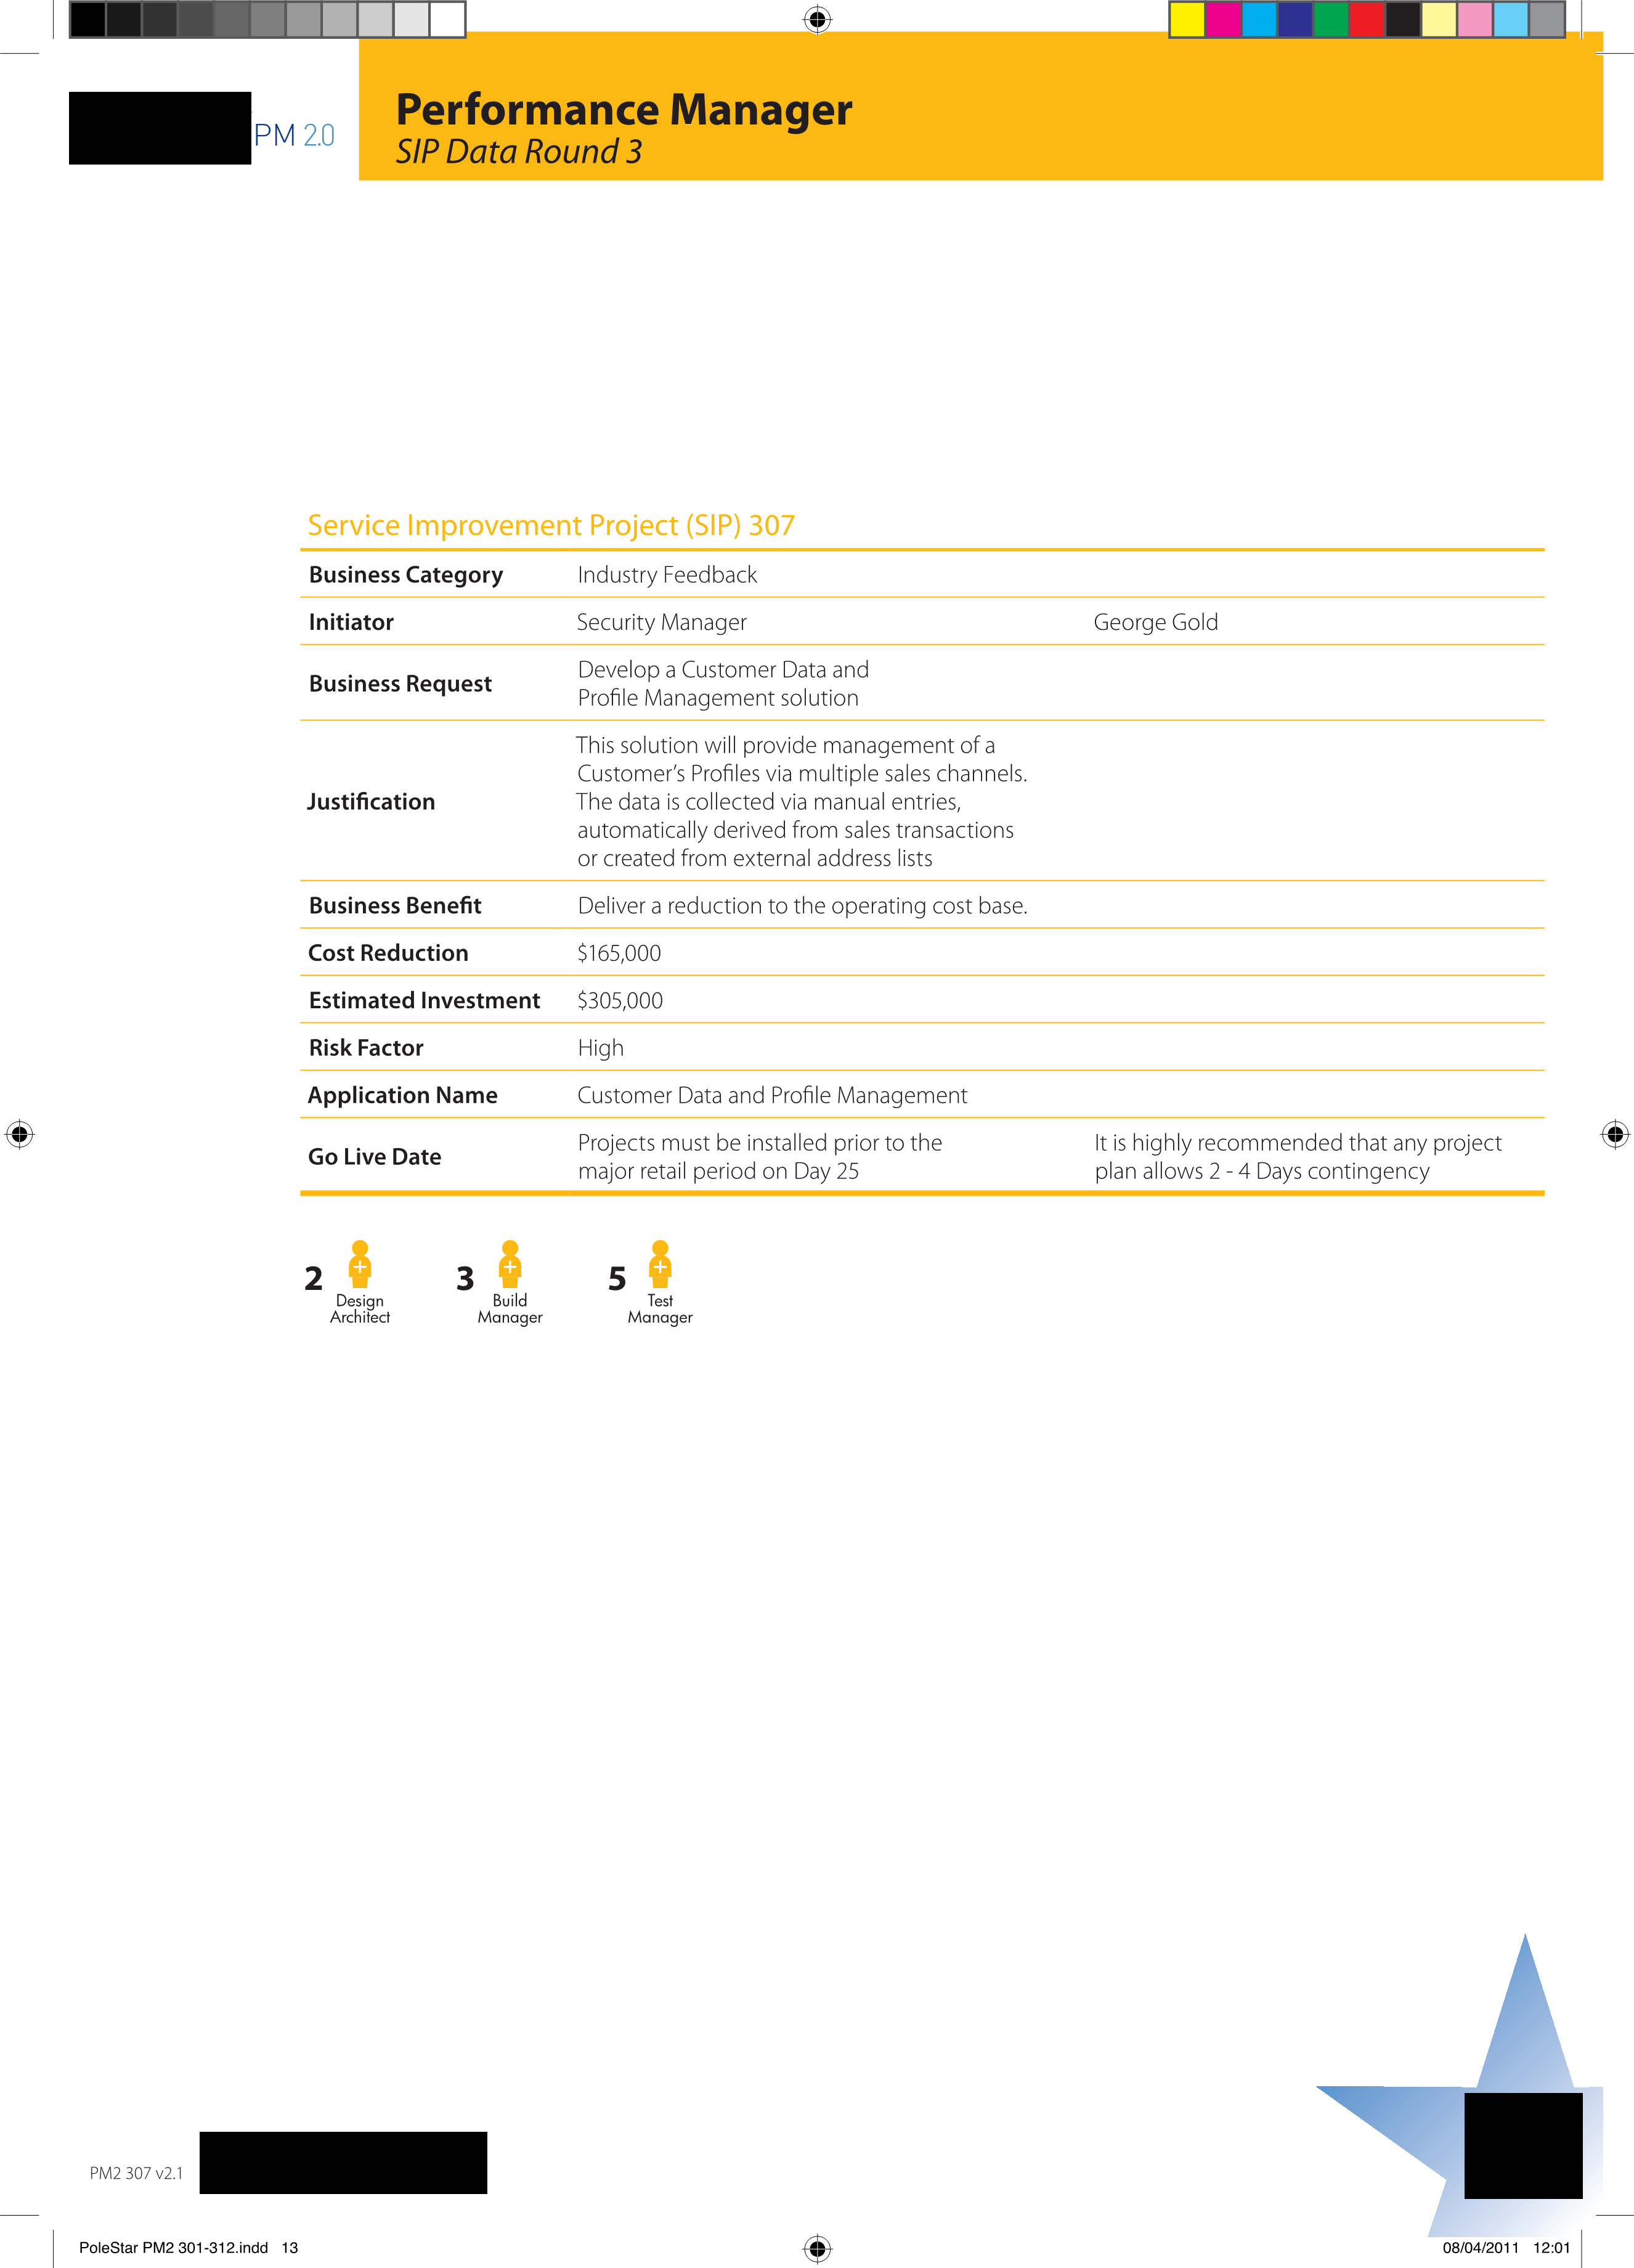 PM 2.0
Performance Manager
SIP Data Round 3
Service Improvement Project (SIP) 307
Business Category Industry Feedback
Initiator Security Manager George Gold
Business Request Develop a Customer Data and
Profile Management solution
Justification This solution will provide management of a
Customer’s Profiles via multiple sales channels.
The data is collected via manual entries,
automatically derived from sales transactions
or created from external address lists
Business Benefit Deliver a reduction to the operating cost base.
Cost Reduction $165,000
Estimated Investment $305,000
Risk Factor High
Application Name Customer Data and Profile Management
Go Live Date Projects must be installed prior to the It is highly recommended that any project
major retail period on Day 25 plan allows 2 - 4 Days contingency
2 3 5
Design Build Test
Architect Manager Manager
PM2 307 v2.1
PoleStar PM2 301-312.indd 13 08/04/2011 12:01